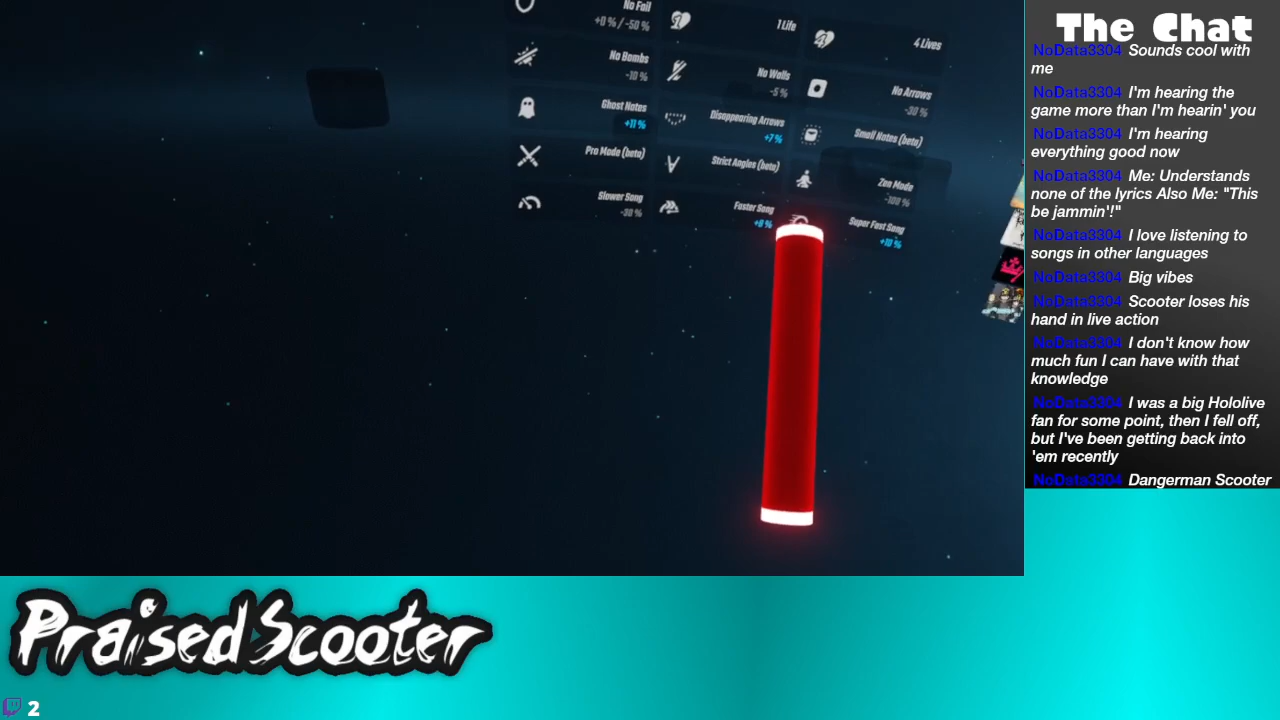 No Fail
+0 % / -50 %
1 Life
4 Lives
No Bombs
-10 %
No Walls
-5 %
No Arrows
-30 %
Ghost Notes
+11 %
Disappearing Arrows
+7 %
Small Notes (beta)
Pro Mode (beta)
Strict Angles (beta)
Zen Mode
-100 %
Slower Song
-30 %
Faster Song
+8 %
Super Fast Song
+10 %
The Chat
NoData3304 Sounds cool with
me
NoData3304 I'm hearing the
game more than I'm hearin' you
NoData3304 I'm hearing
everything good now
NoData3304 Me: Understands
none of the lyrics Also Me: "This
be jammin'!"
NoData3304 I love listening to
songs in other languages
NoData3304 Big vibes
NoData3304 Scooter loses his
hand in live action
NoData3304 I don't know how
much fun I can have with that
knowledge
NoData3304 I was a big Hololive
fan for some point, then I fell off,
but I've been getting back into
'em recently
NoData3304 Dangerman Scooter
PraisedScooter
2